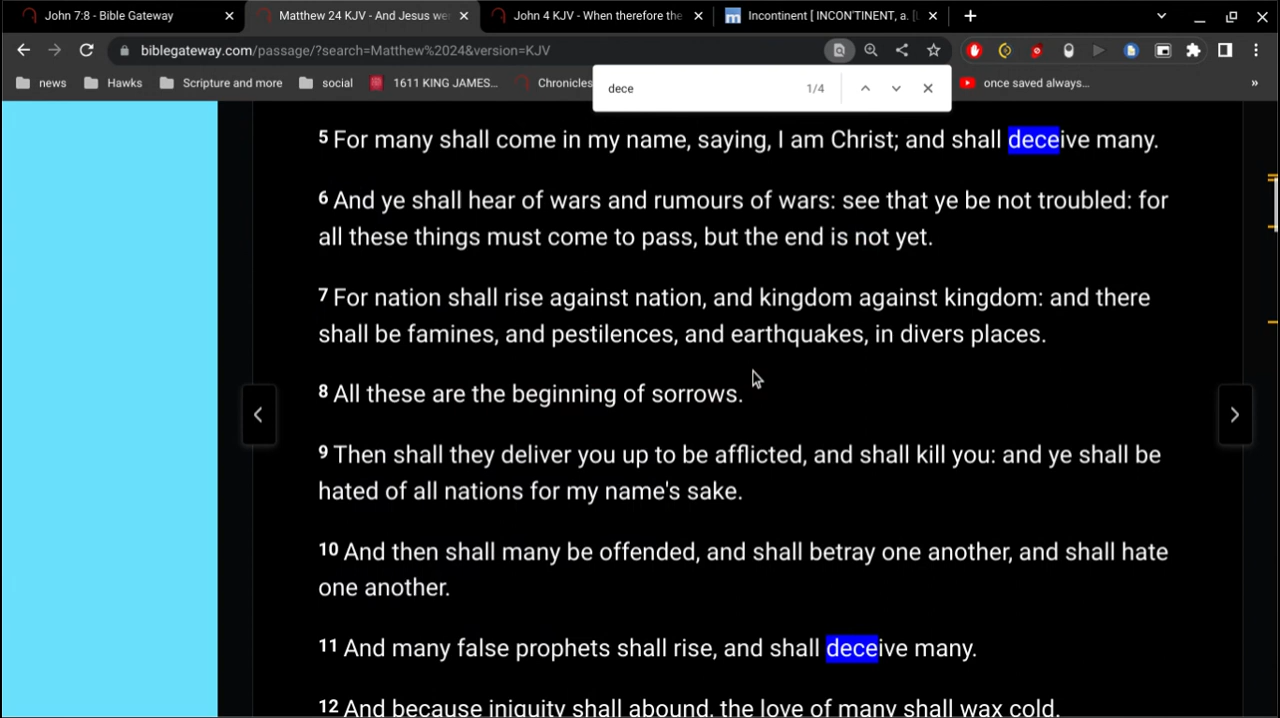 John 7:8 - Bible Gateway
Matthew 24 KJV - And Jesus wer
John 4 KJV - When therefore the
Incontinent [ INCON'TINENT, a. [
biblegateway.com/passage/?search=Matthew%2024&version=KJV
news Hawks Scripture and more social 1611 KING JAMES... Chronicles once saved always... »
dece 1/4
5 For many shall come in my name, saying, I am Christ; and shall deceive many.
6 And ye shall hear of wars and rumours of wars: see that ye be not troubled: for
all these things must come to pass, but the end is not yet.
7 For nation shall rise against nation, and kingdom against kingdom: and there
shall be famines, and pestilences, and earthquakes, in divers places.
8 All these are the beginning of sorrows.
9 Then shall they deliver you up to be afflicted, and shall kill you: and ye shall be
hated of all nations for my name's sake.
10 And then shall many be offended, and shall betray one another, and shall hate
one another.
11 And many false prophets shall rise, and shall deceive many.
12 And because iniquity shall abound, the love of many shall wax cold.